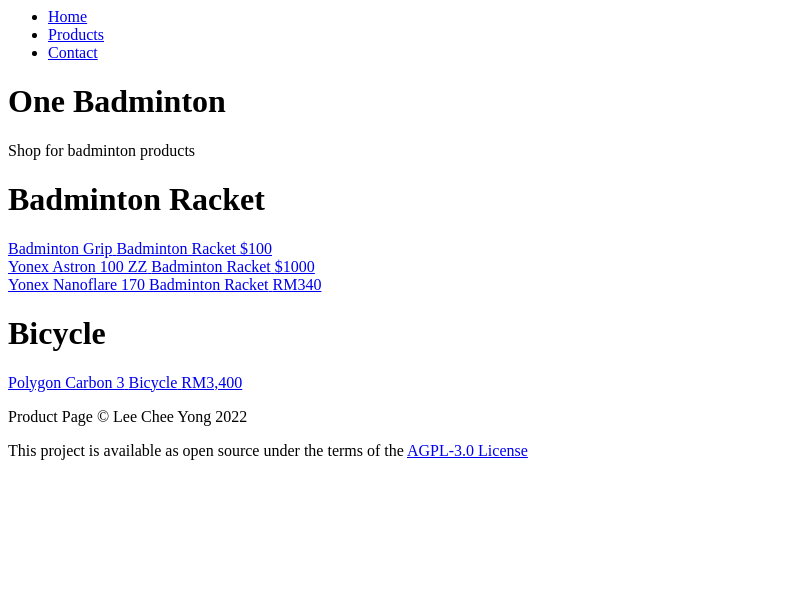 Home
Products
Contact
One Badminton
Shop for badminton products
Badminton Racket
Badminton Grip Badminton Racket $100
Yonex Astron 100 ZZ Badminton Racket $1000
Yonex Nanoflare 170 Badminton Racket RM340
Bicycle
Polygon Carbon 3 Bicycle RM3,400
Product Page © Lee Chee Yong 2022
This project is available as open source under the terms of the AGPL-3.0 License